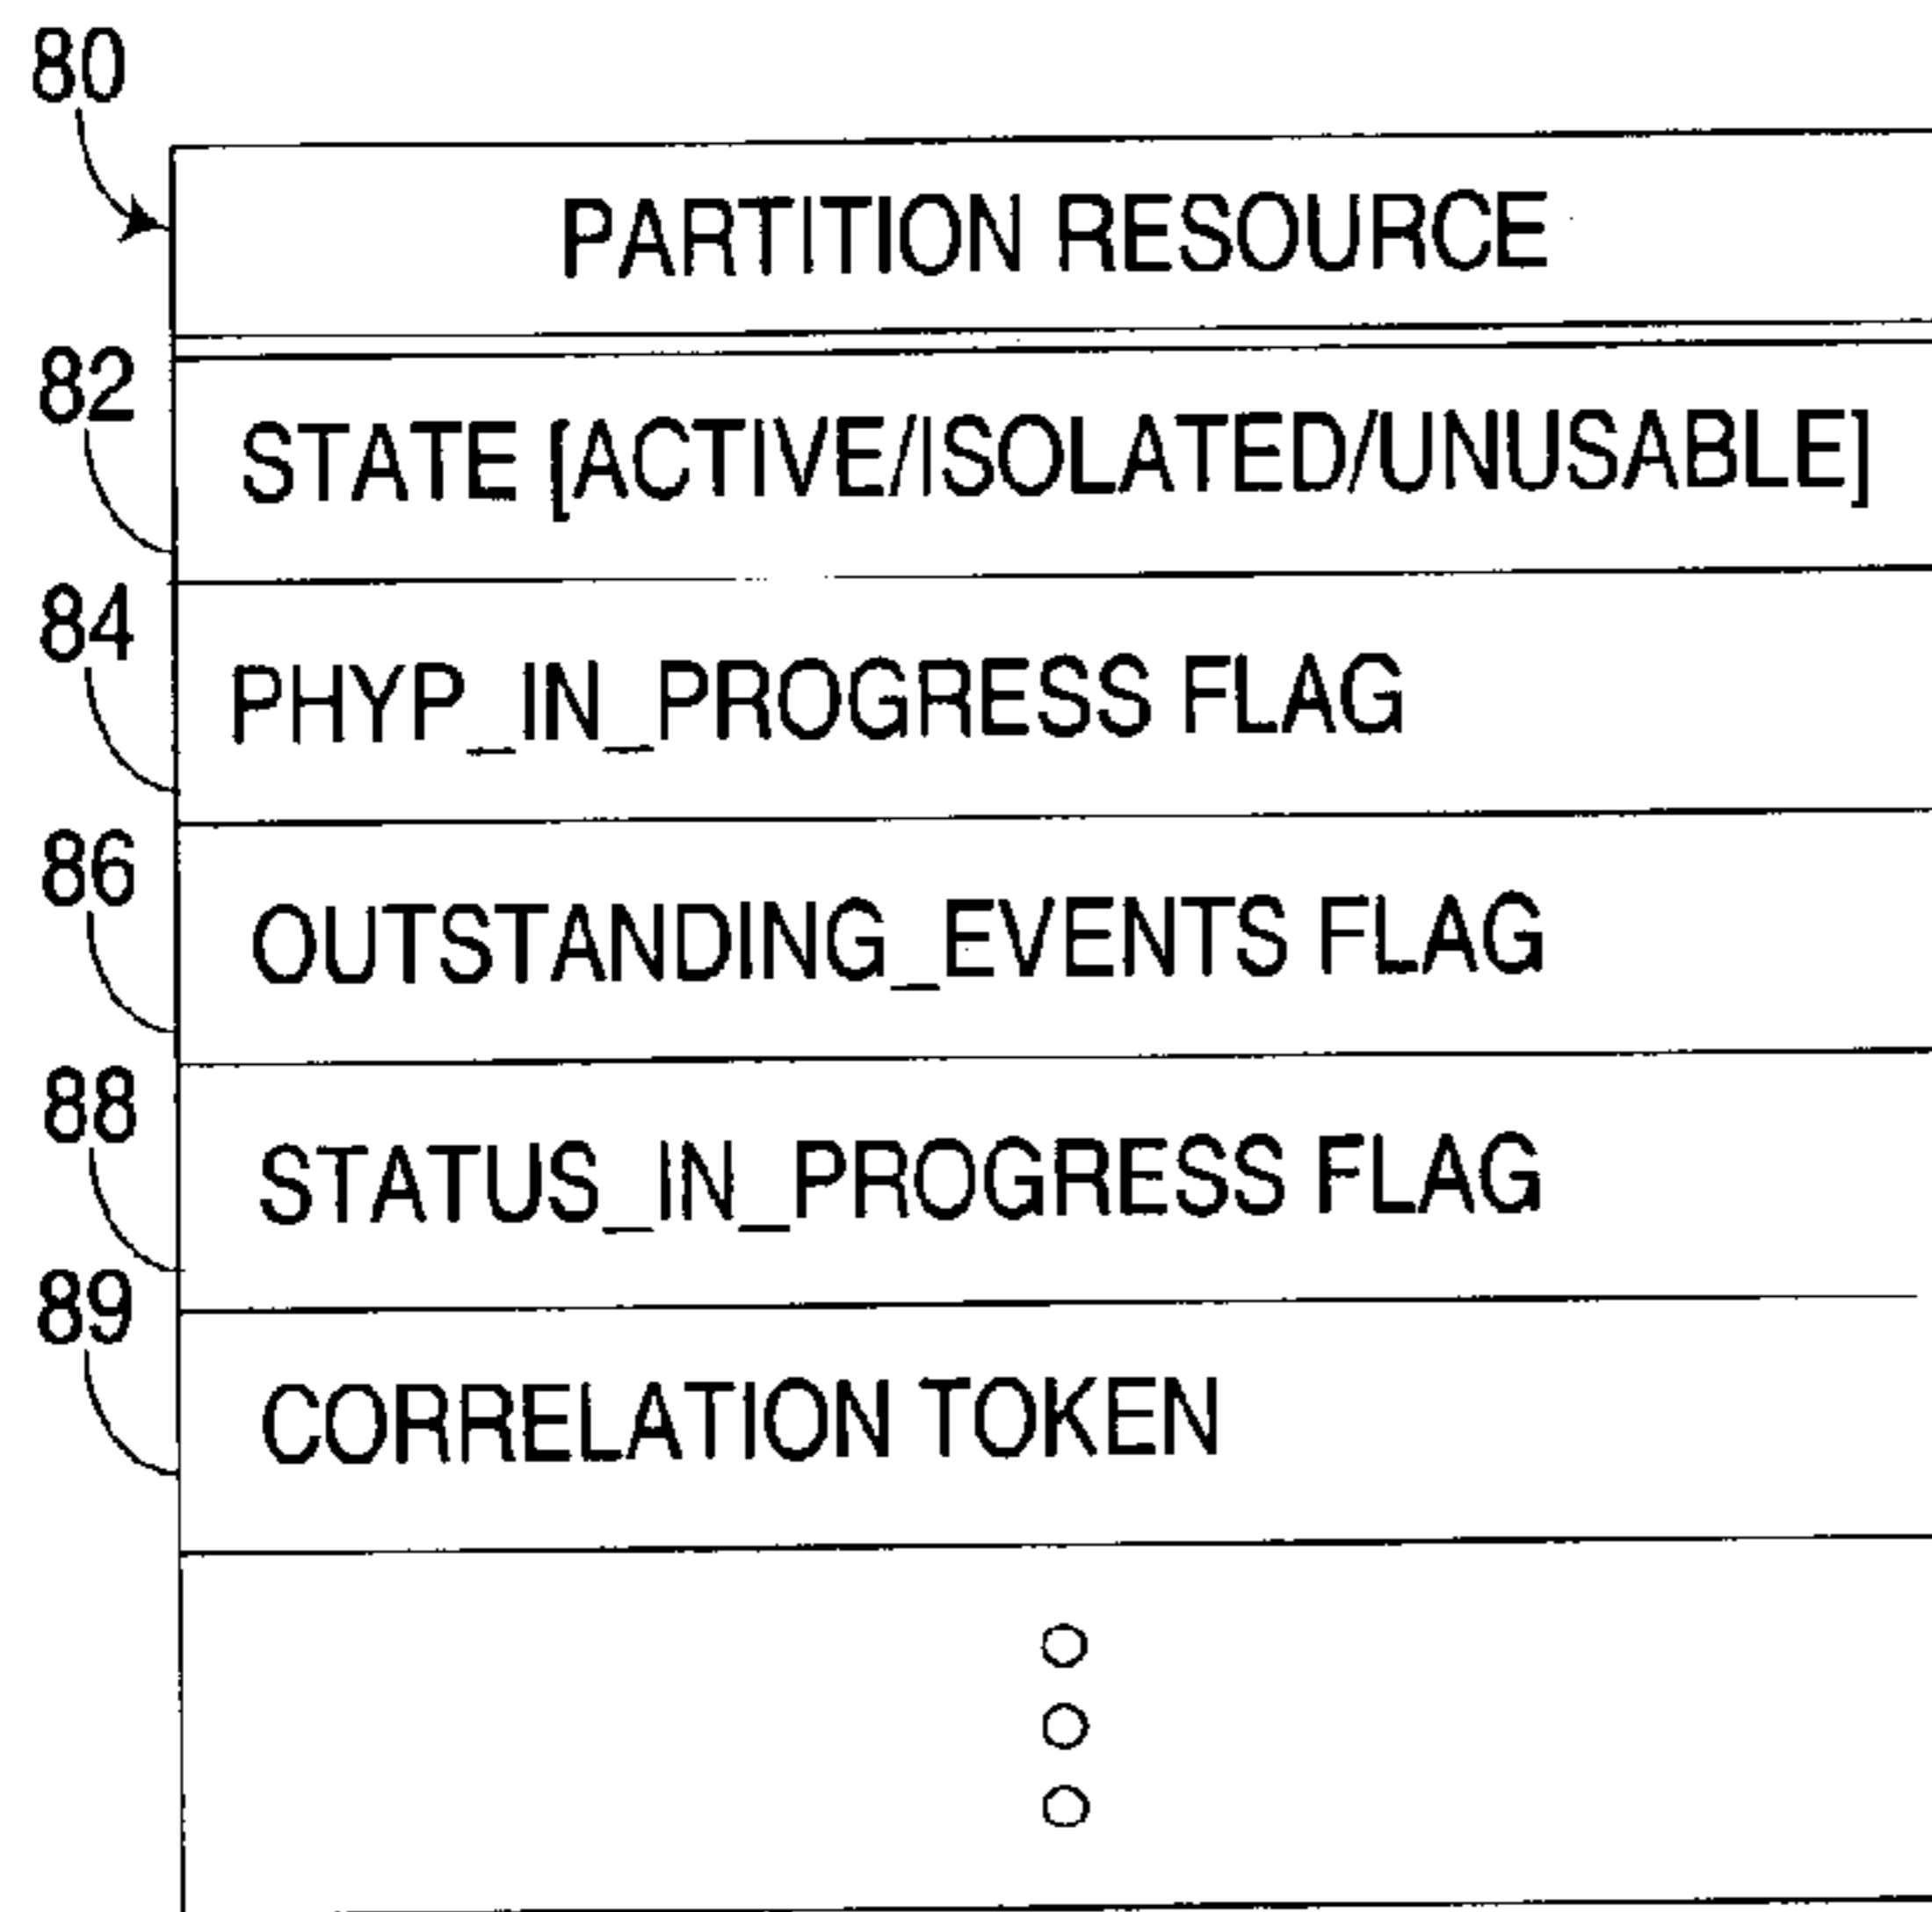 80
PARTITION RESOURCE
82
STATE [ACTIVE/ISOLATED/UNUSABLE]
84
PHYP_IN_PROGRESS FLAG
86
OUTSTANDING_EVENTS FLAG
88
STATUS_IN_PROGRESS FLAG
89
CORRELATION TOKEN